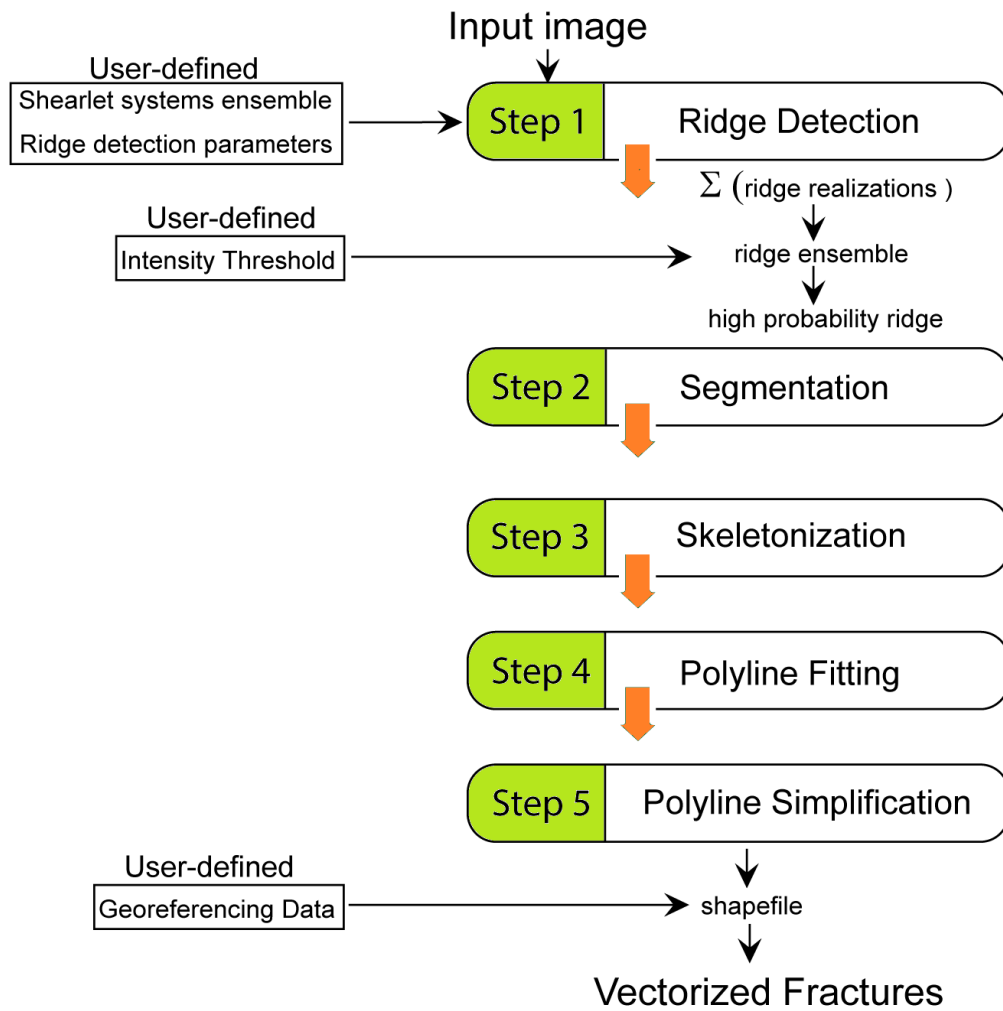 Input image
User-defined
Shearlet systems ensemble
Ridge detection parameters
Step 1
Ridge Detection
Σ (ridge realizations )
User-defined
Intensity Threshold
ridge ensemble
high probability ridge
Step 2
Segmentation
Step 3
Skeletonization
Step 4
Polyline Fitting
Step 5
Polyline Simplification
User-defined
Georeferencing Data
shapefile
Vectorized Fractures